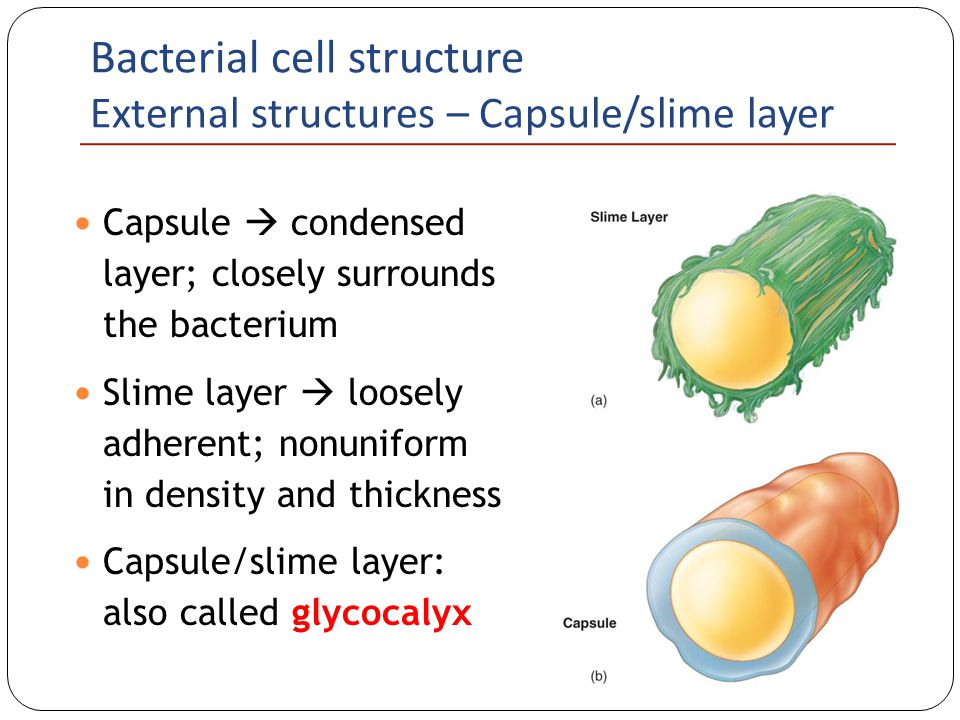 Bacterial cell structure
External structures – Capsule/slime layer
• Capsule → condensed
layer; closely surrounds
the bacterium
• Slime layer → loosely
adherent; nonuniform
in density and thickness
• Capsule/slime layer:
also called glycocalyx
Slime Layer
(a)
Capsule
(b)